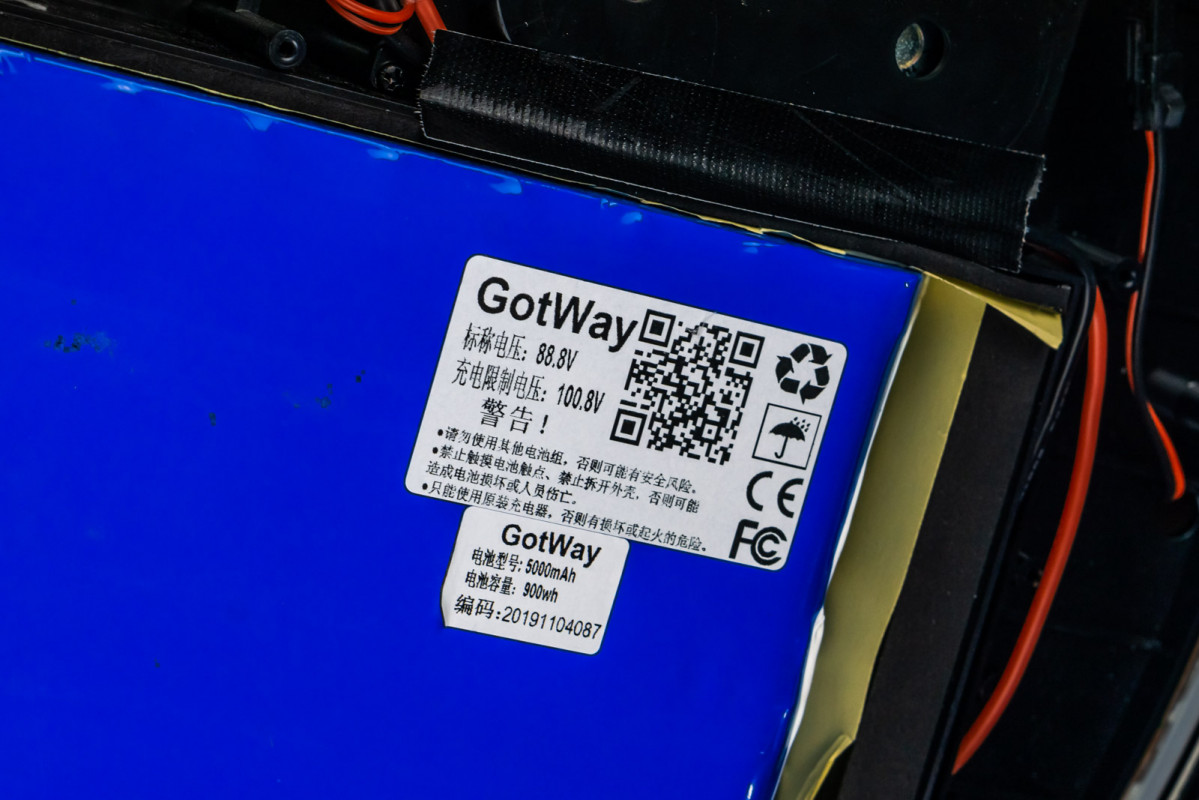 GotWay
标称电压: 88.8V
充电限制电压: 100.8V
警告!
•请勿使用其他电池组，否则可能有安全风险。
•禁止触摸电池触点、禁止拆开外壳，否则可能
造成电池损坏或人员伤亡。
•只能使用原装充电器，否则有损坏或起火的危险。
CE
FC
GotWay
电池型号: 5000mAh
电池容量: 900wh
编码:20191104087